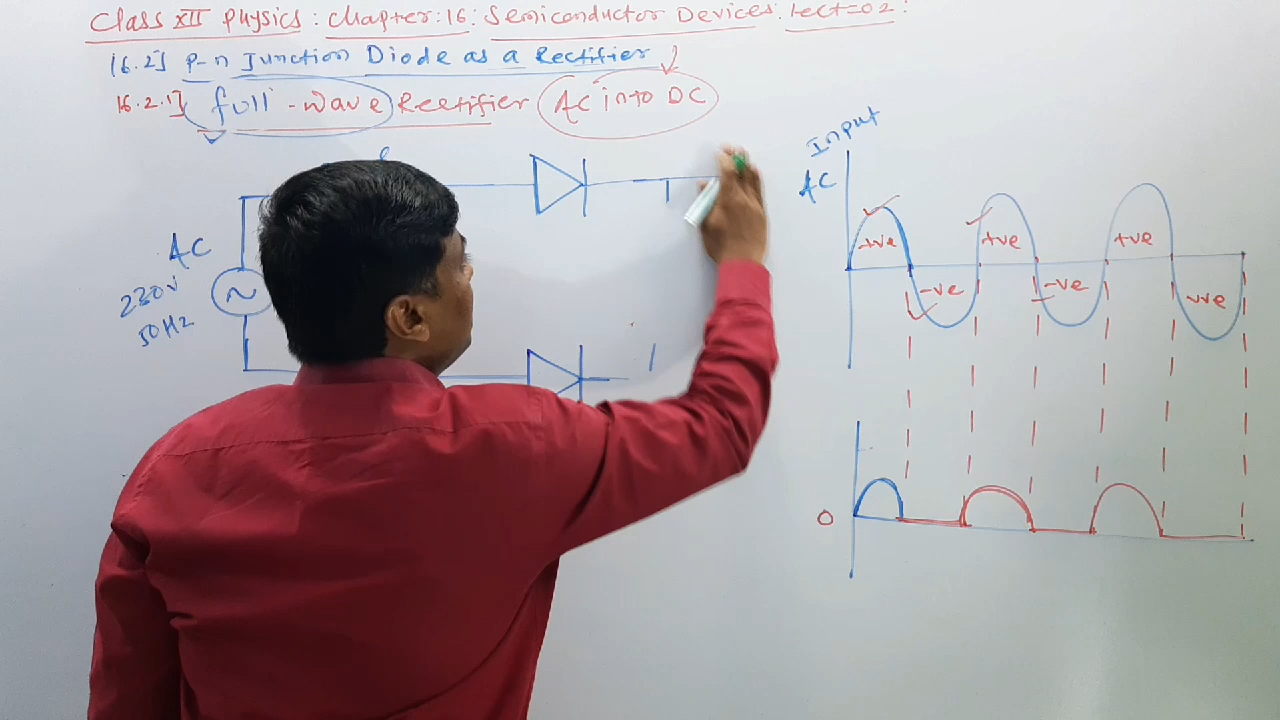 Class XII Physics: Chapter:16: Semiconductor Devices. Lect=02:
16.2] P-n Junction Diode as a Rectifier
16.2.1] full-wave Rectifier AC into DC
Input
AC
AC
230V
50Hz
~
+ve +ve +ve
-ve -ve -ve
0